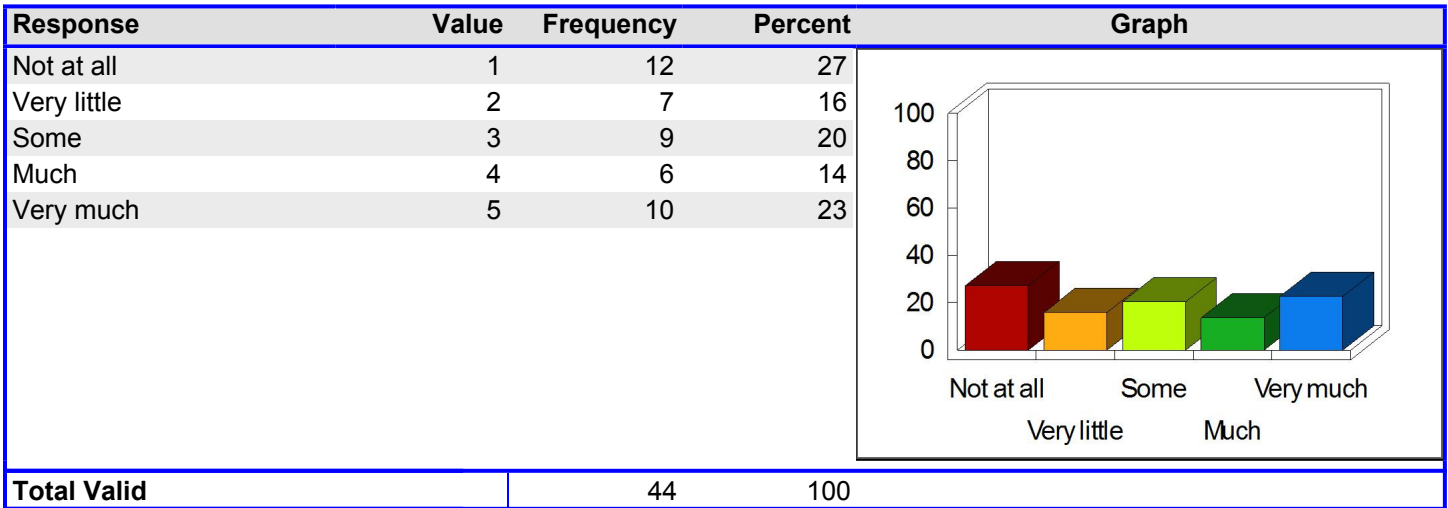 Response Value Frequency Percent Graph
Not at all 1 12 27
Very little 2 7 16
Some 3 9 20
Much 4 6 14
Very much 5 10 23
100
80
60
40
20
0
Not at all Some Very much
Very little Much
Total Valid 44 100